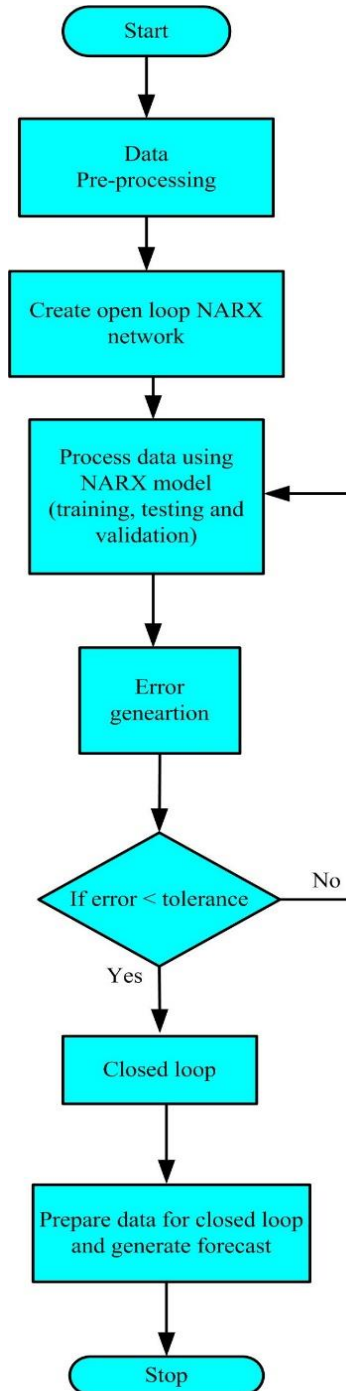 Start
Data
Pre-processing
Create open loop NARX
network
Process data using
NARX model
(training, testing and
validation)
Error
geneartion
If error < tolerance
No
Yes
Closed loop
Prepare data for closed loop
and generate forecast
Stop